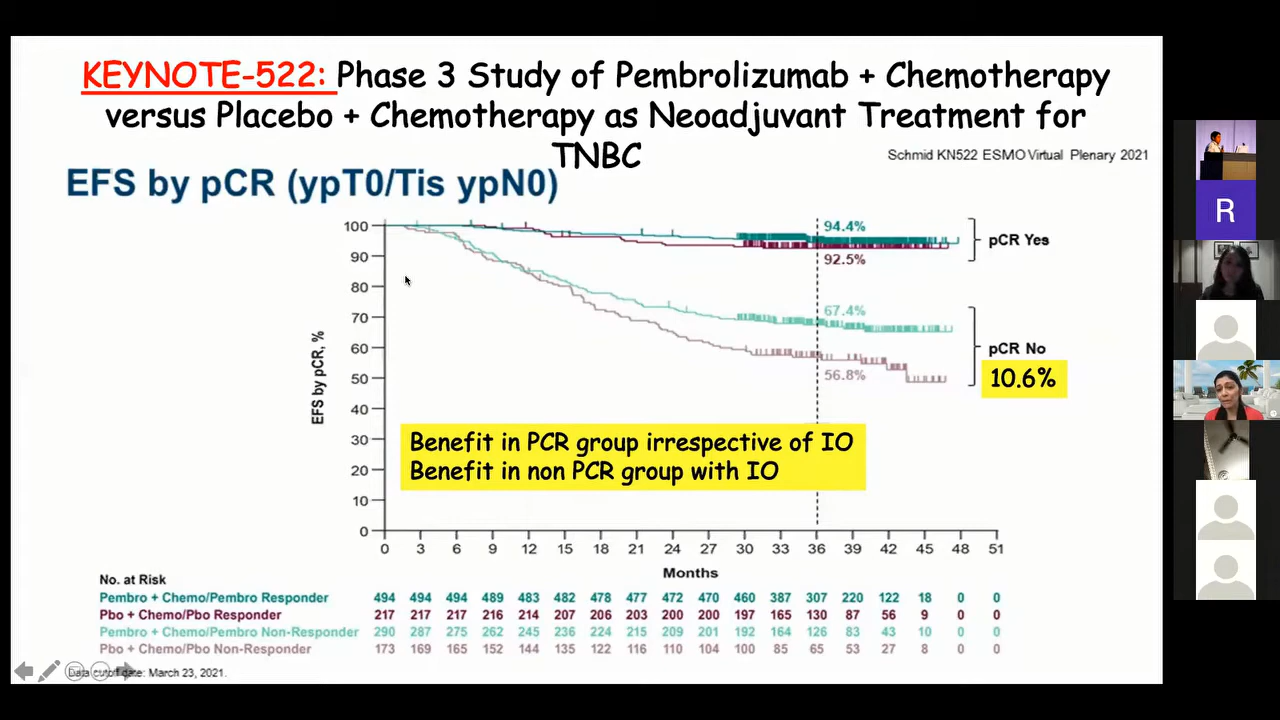 KEYNOTE-522: Phase 3 Study of Pembrolizumab + Chemotherapy
versus Placebo + Chemotherapy as Neoadjuvant Treatment for
TNBC
Schmid KN522 ESMO Virtual Plenary 2021
EFS by pCR (ypT0/Tis ypN0)
100
90
80
70
60
50
40
30
20
10
0
EFS by pCR, %
94.4%
92.5%
pCR Yes
67.4%
56.8%
pCR No
10.6%
Benefit in PCR group irrespective of IO
Benefit in non PCR group with IO
0 3 6 9 12 15 18 21 24 27 30 33 36 39 42 45 48 51
Months
No. at Risk
Pembro + Chemo/Pembro Responder 494 494 494 489 483 482 478 477 472 470 460 387 307 220 122 18 0 0
Pbo + Chemo/Pbo Responder 217 217 217 216 214 207 206 203 200 200 197 165 130 87 56 9 0 0
Pembro + Chemo/Pembro Non-Responder 290 287 275 262 245 236 224 215 209 201 192 164 126 83 43 10 0 0
Pbo + Chemo/Pbo Non-Responder 173 169 165 152 144 135 122 116 110 104 100 85 65 53 27 8 0 0
Data cutoff date: March 23, 2021.
R